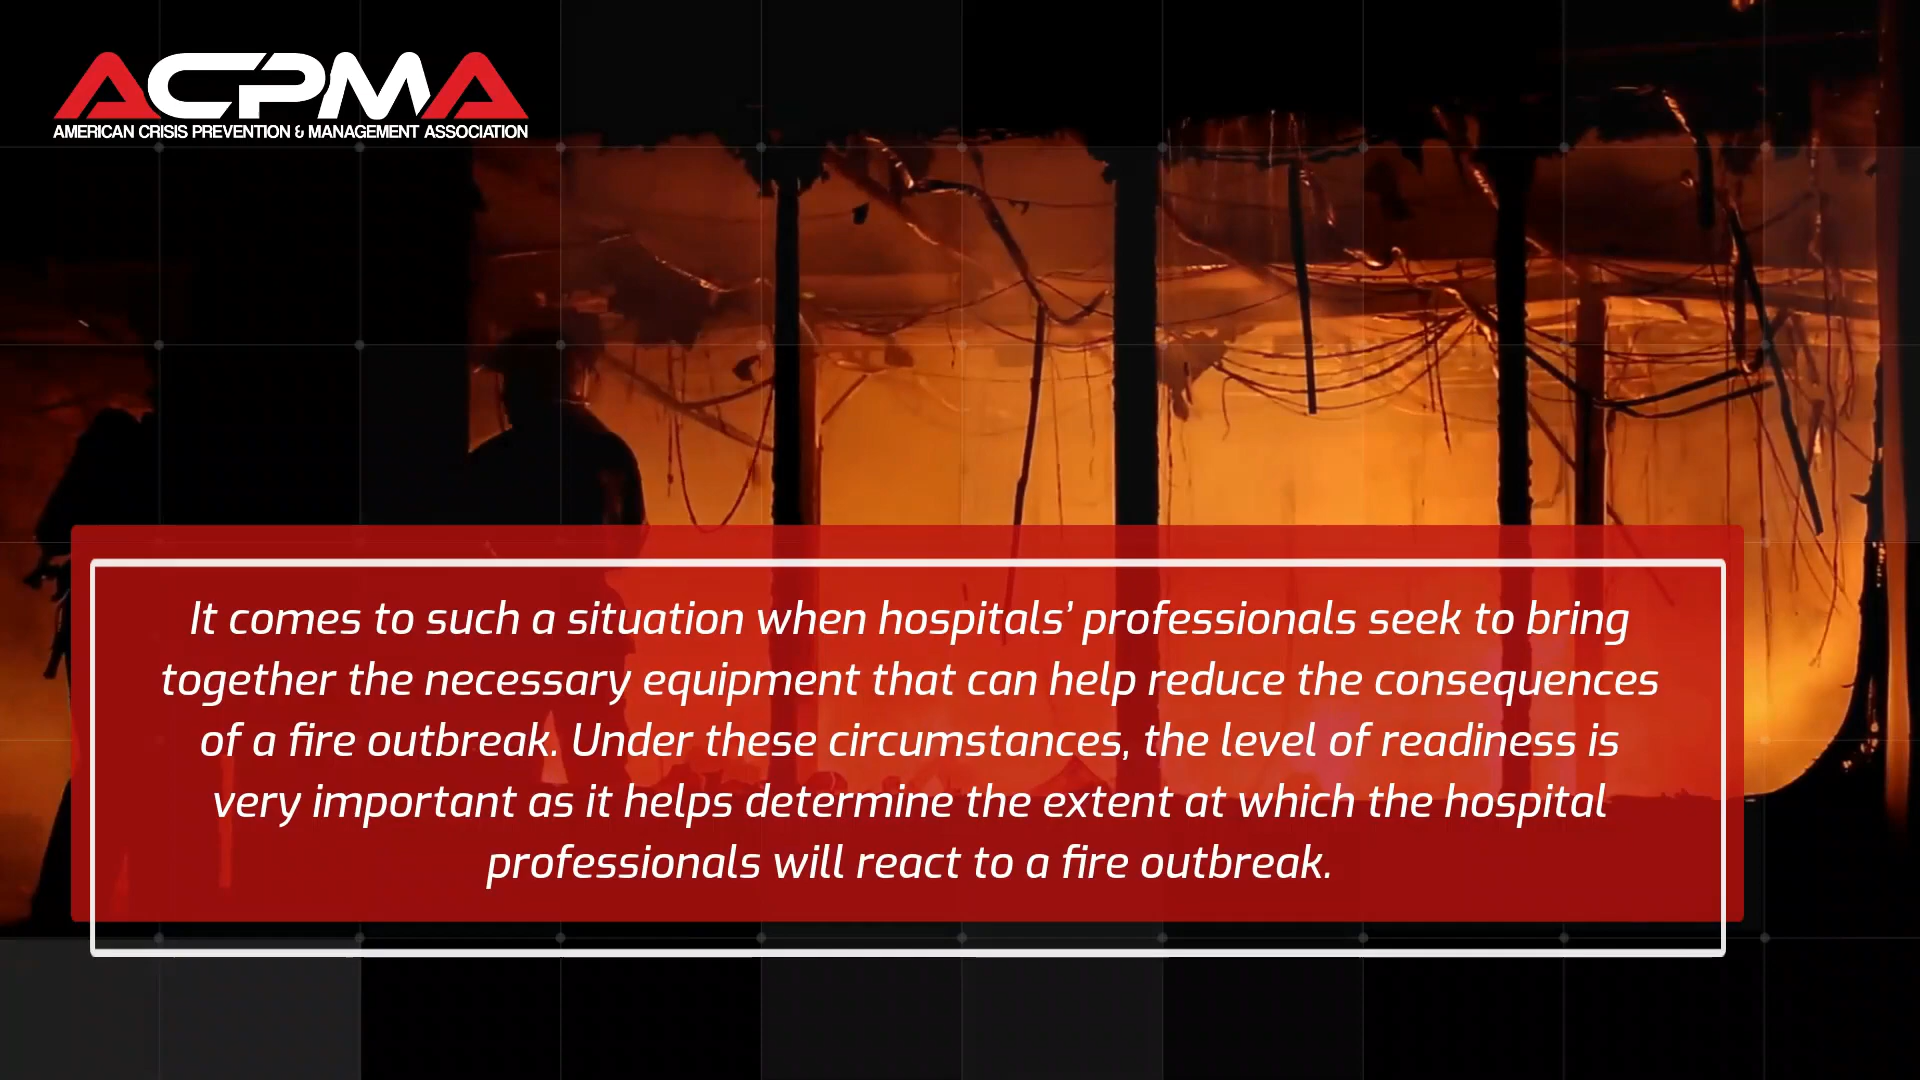 ACPMA
AMERICAN CRISIS PREVENTION & MANAGEMENT ASSOCIATION
It comes to such a situation when hospitals’ professionals seek to bring
together the necessary equipment that can help reduce the consequences
of a fire outbreak. Under these circumstances, the level of readiness is
very important as it helps determine the extent at which the hospital
professionals will react to a fire outbreak.